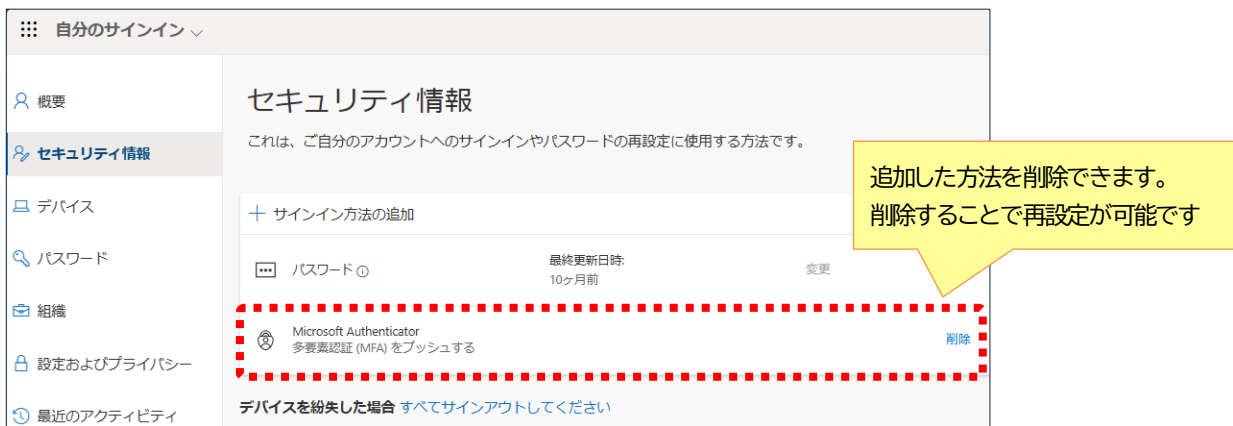 自分のサインイン
概要
セキュリティ情報
デバイス
パスワード
組織
設定およびプライバシー
最近のアクティビティ
セキュリティ情報
これは、ご自分のアカウントへのサインインやパスワードの再設定に使用する方法です。
+ サインイン方法の追加
パスワード
最終更新日時:
10ヶ月前
変更
Microsoft Authenticator
多要素認証 (MFA) をプッシュする
削除
デバイスを紛失した場合 すべてサインアウトしてください
追加した方法を削除できます。
削除することで再設定が可能です